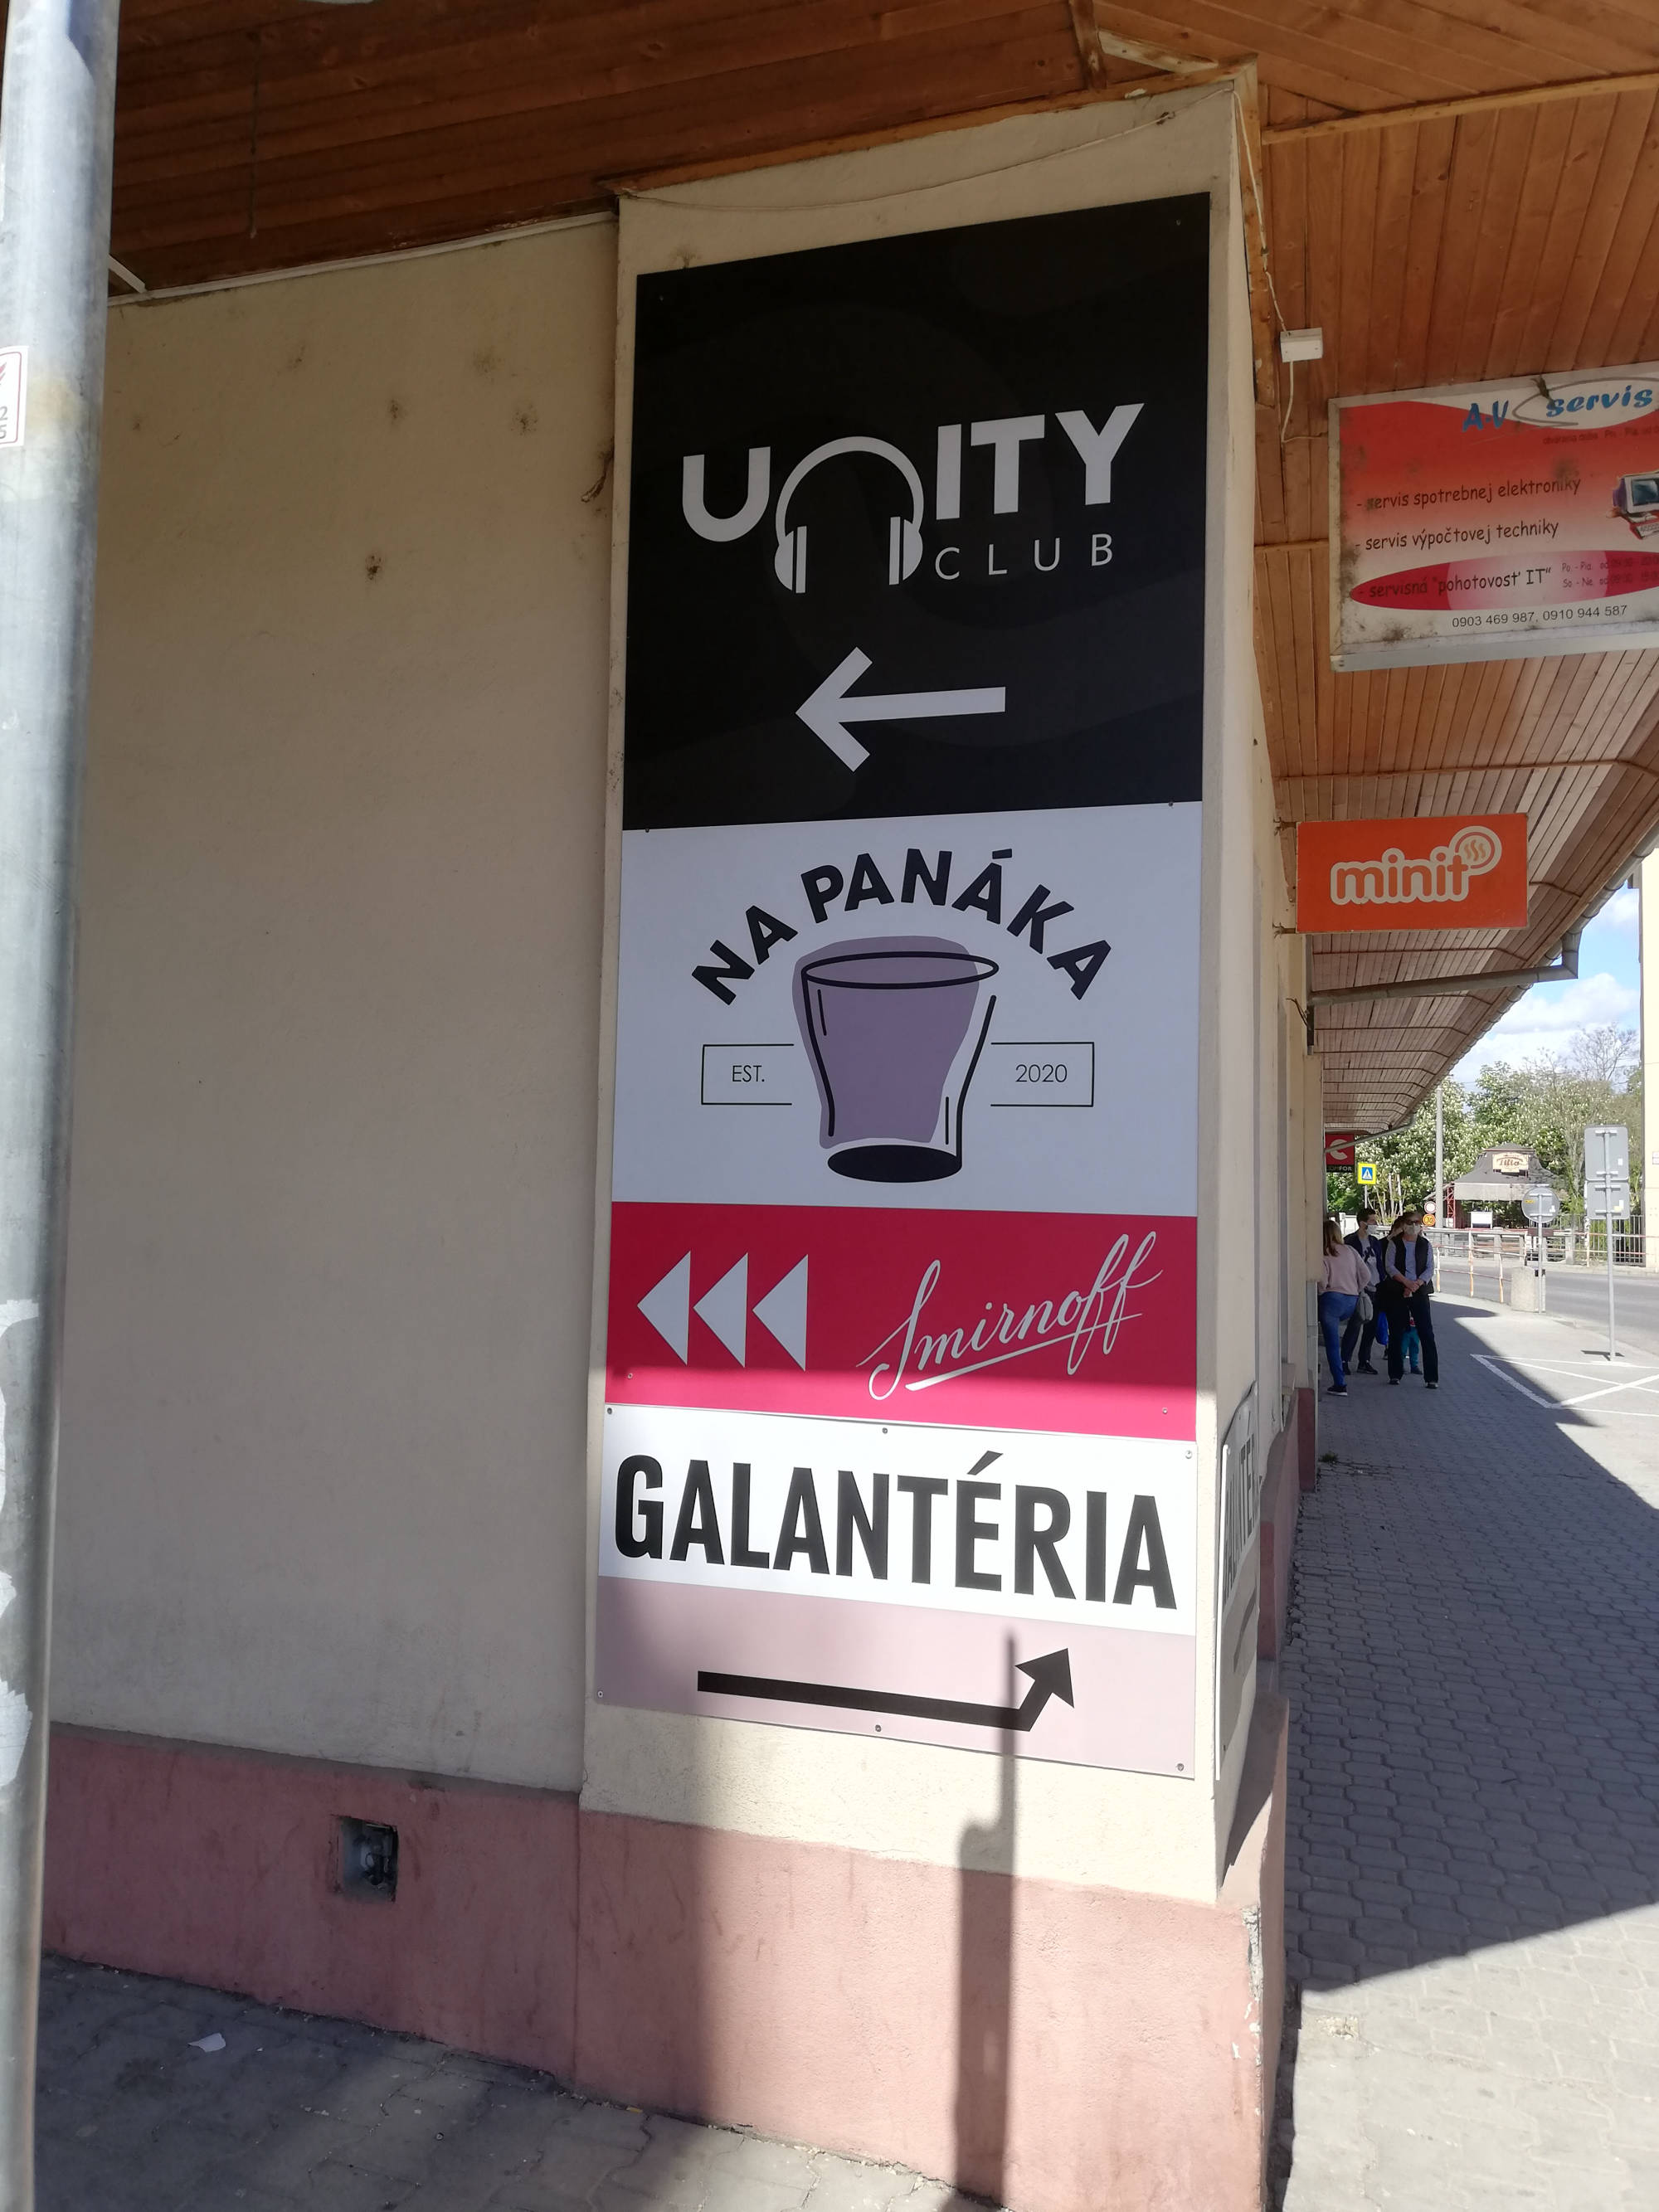 UNITY
CLUB
NA PANÁKA
EST. 2020
Smirnoff
GALANTÉRIA
A-V servis
- servis spotrebnej elektroniky
- servis výpočtovej techniky
- servisná "pohotovosť IT"
0903 469 987, 0910 944 587
minit